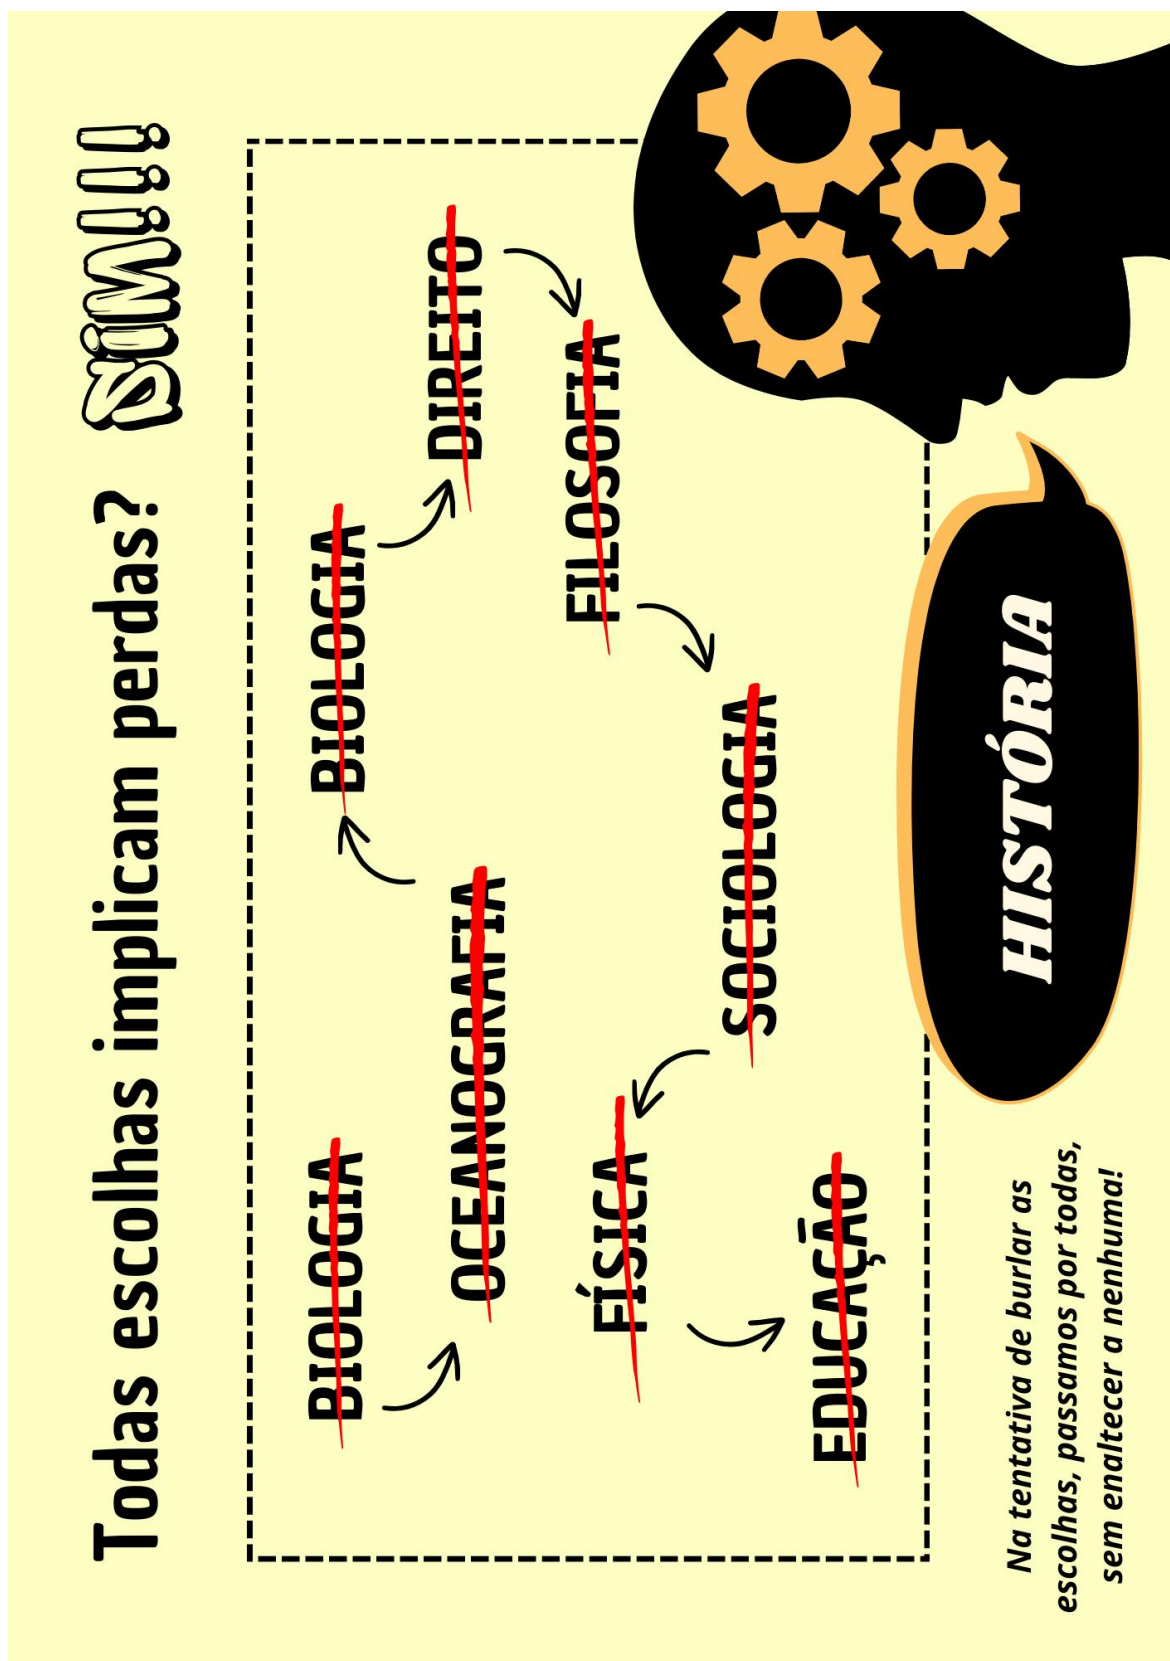 Todas escolhas implicam perdas? SiM!!!
BIOLOGIA
OCEANOGRAFIA
BIOLOGIA
DIREITO
FILOSOFIA
SOCIOLOGIA
FÍSICA
EDUCAÇÃO
HISTÓRIA
Na tentativa de burlar as
escolhas, passamos por todas,
sem enaltecer a nenhuma!